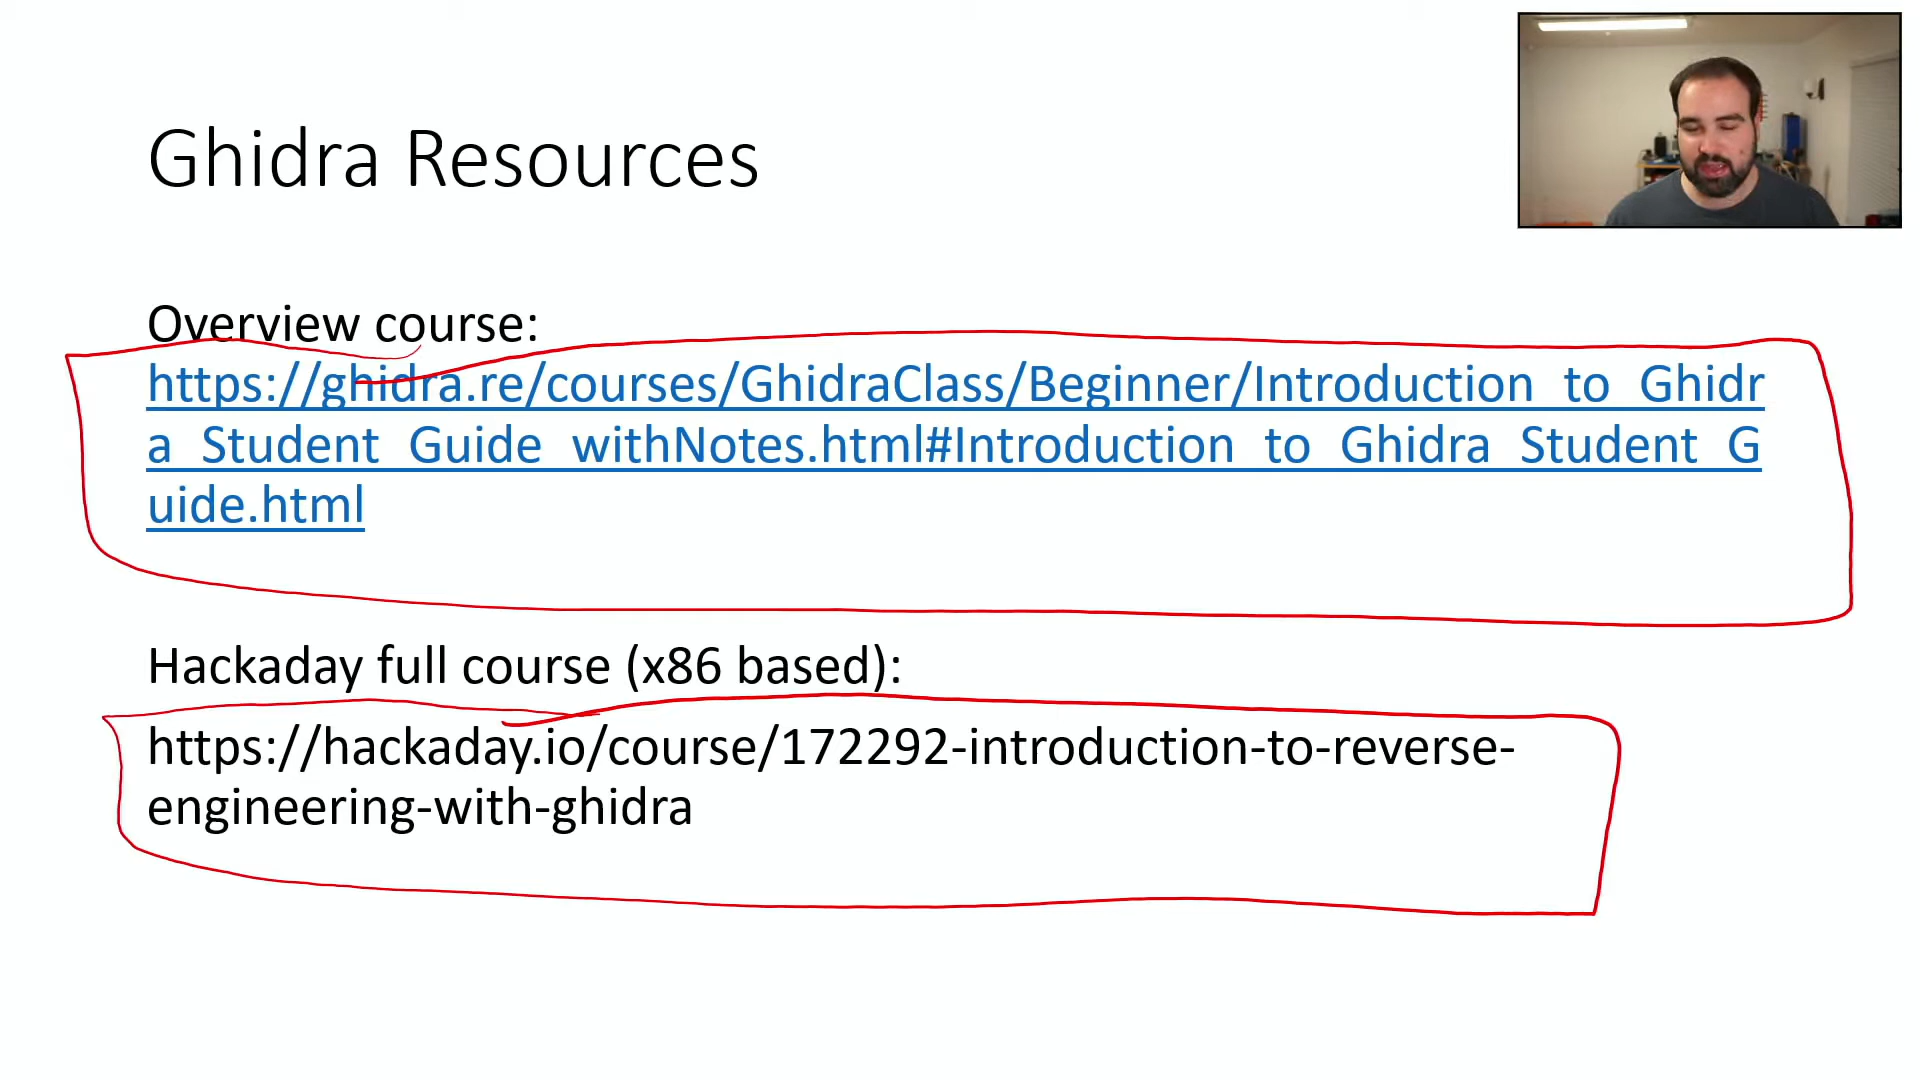 Ghidra Resources
Overview course:
https://ghidra.re/courses/GhidraClass/Beginner/Introduction_to_Ghidr
a_Student_Guide_withNotes.html#Introduction_to_Ghidra_Student_G
uide.html
Hackaday full course (x86 based):
https://hackaday.io/course/172292-introduction-to-reverse-
engineering-with-ghidra